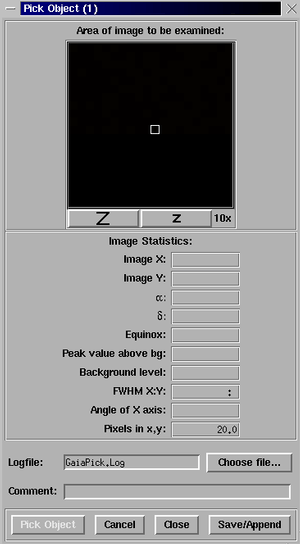 Pick Object (1)
Area of image to be examined:
Z Z 10x
Image Statistics:
Image X:
Image Y:
α:
δ:
Equinox:
Peak value above bg:
Background level:
FWHM X:Y: :
Angle of X axis:
Pixels in x,y: 20.0
Logfile: GaiaPick.Log Choose file...
Comment:
Pick Object Cancel Close Save/Append